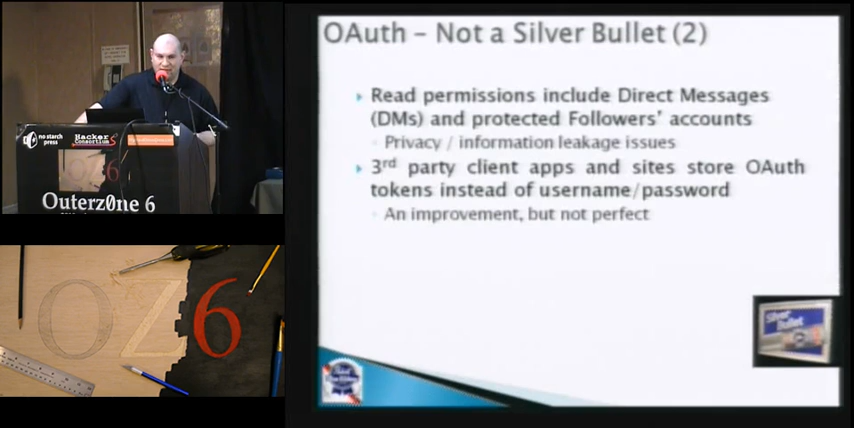 OAuth – Not a Silver Bullet (2)
Read permissions include Direct Messages
(DMs) and protected Followers' accounts
Privacy / information leakage issues
3rd party client apps and sites store OAuth
tokens instead of username/password
An improvement, but not perfect
Silver
Bullet
no starch
press
Hacker
Consortium
Outerz0ne 6
OZ6